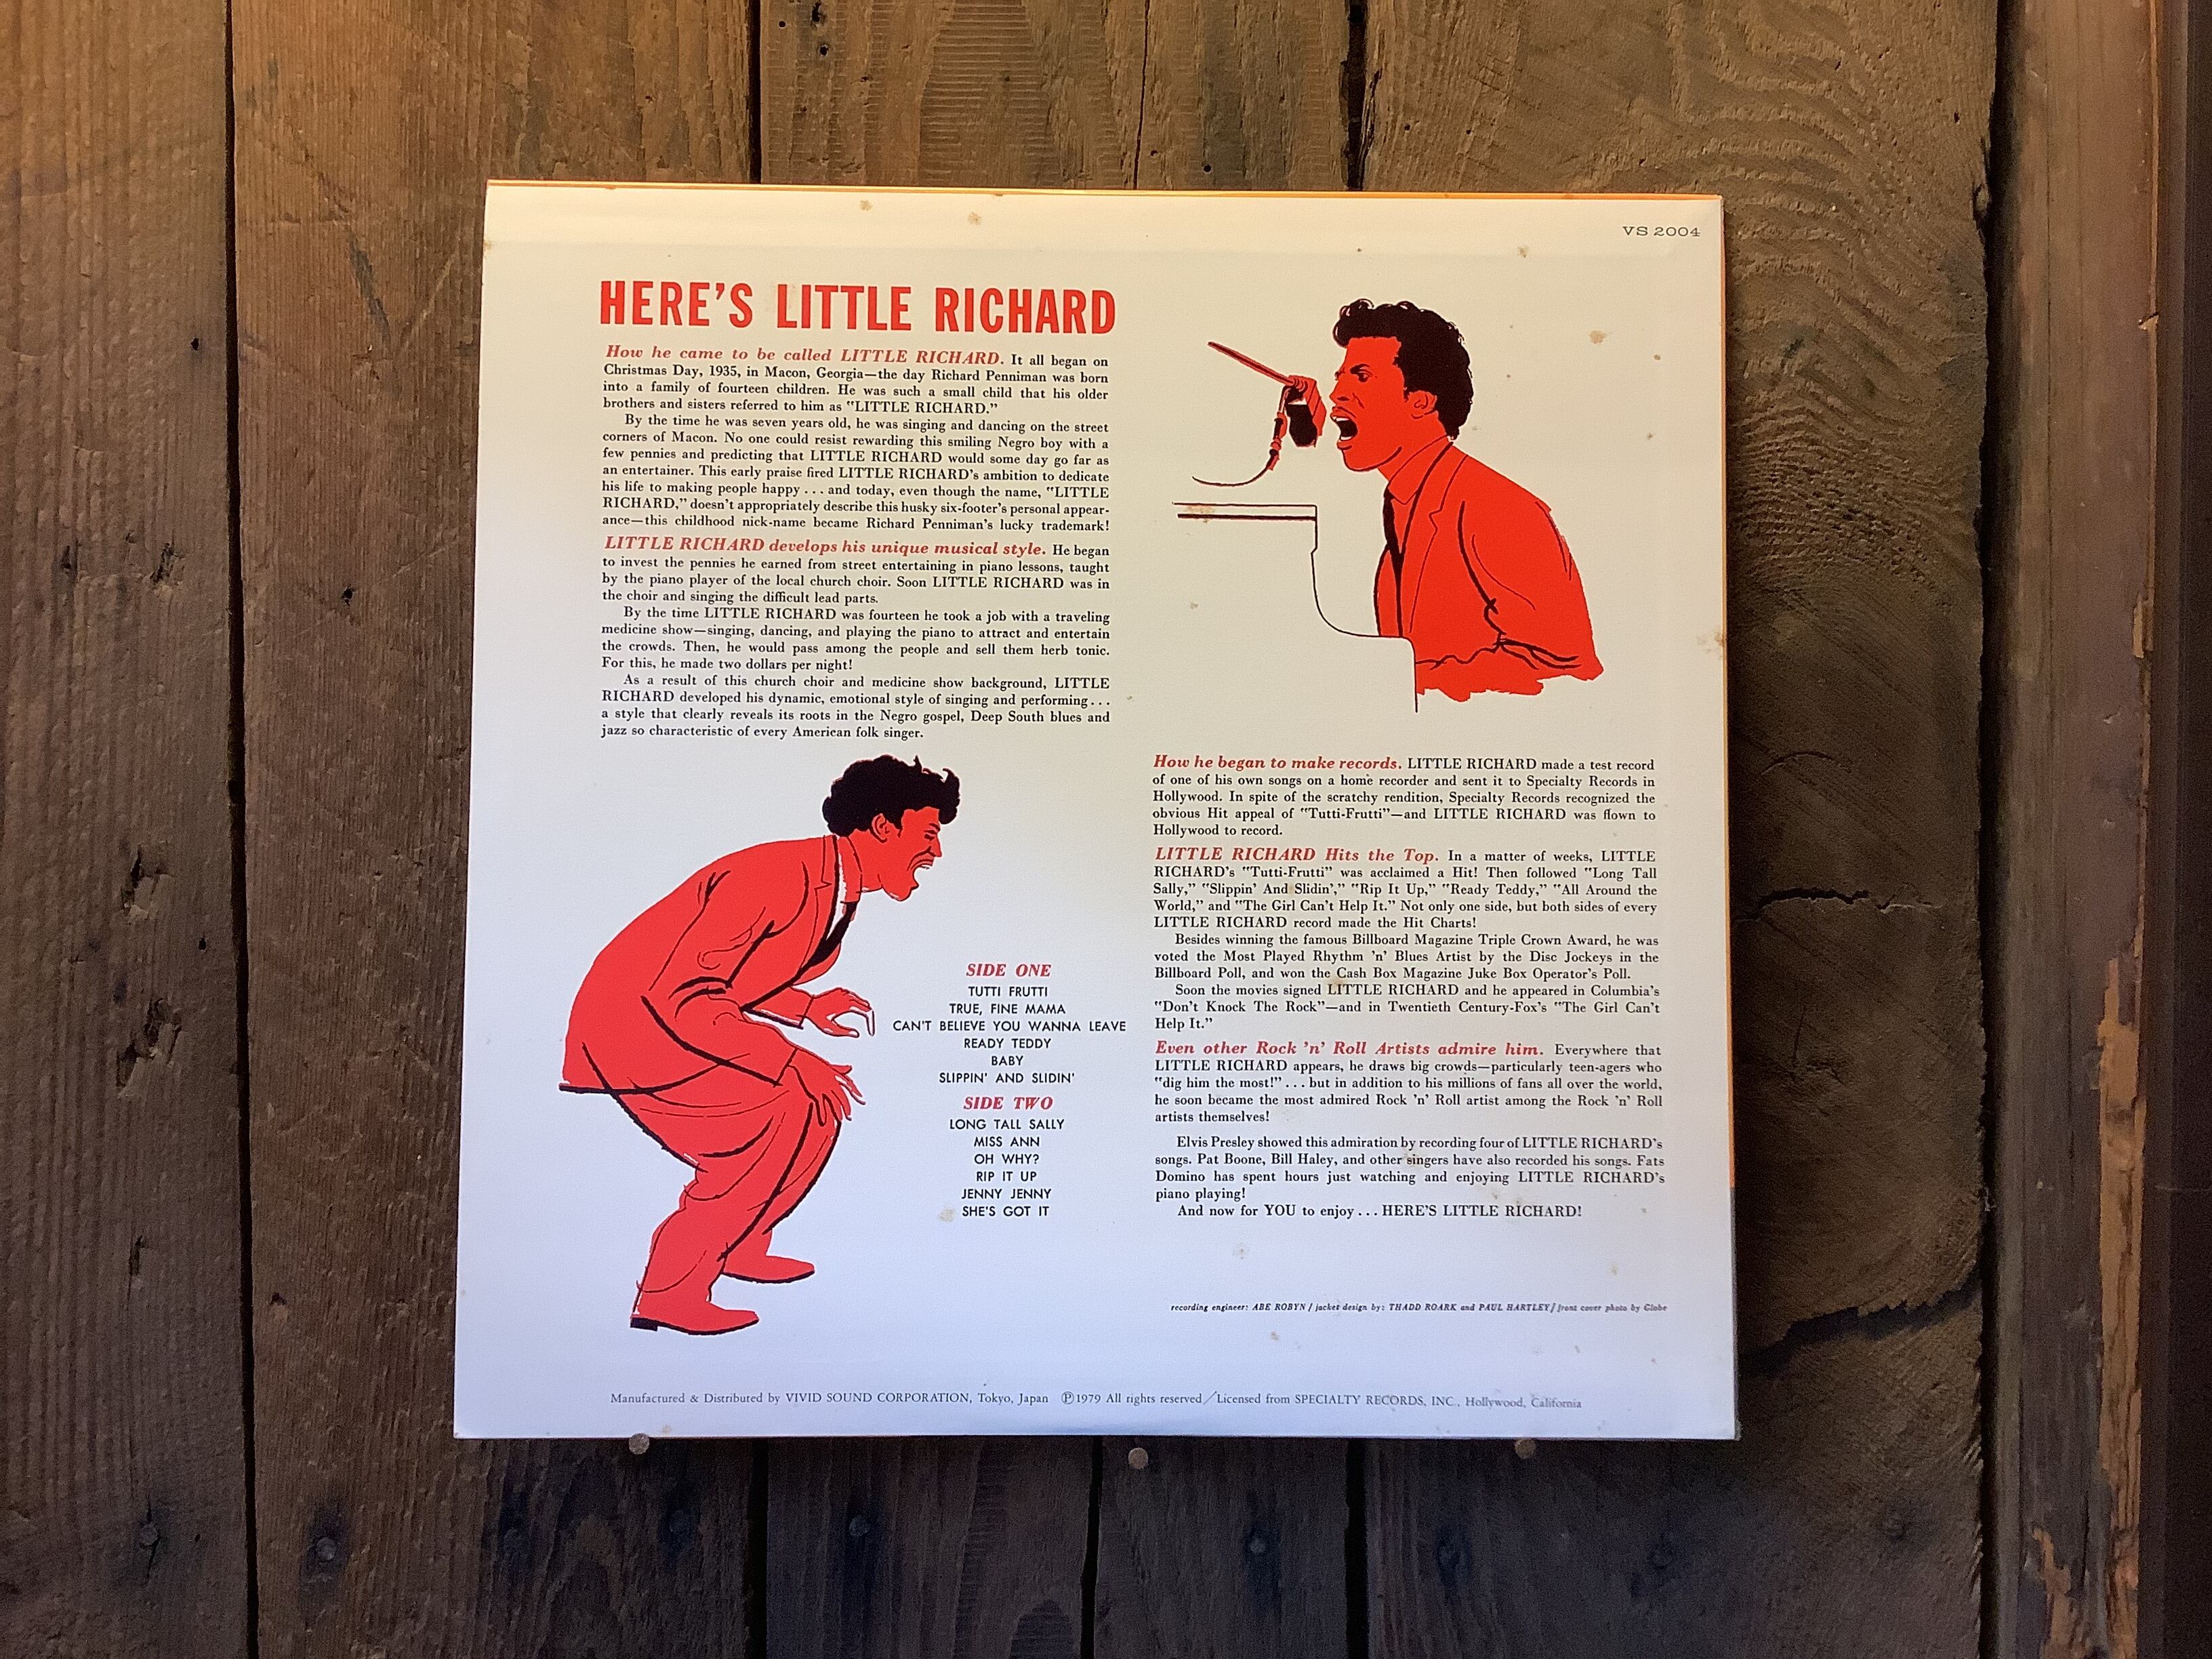 VS 2004
HERE'S LITTLE RICHARD
How he came to be called LITTLE RICHARD. It all began on
Christmas Day, 1935, in Macon, Georgia—the day Richard Penniman was born
into a family of fourteen children. He was such a small child that his older
brothers and sisters referred to him as "LITTLE RICHARD."
By the time he was seven years old, he was singing and dancing on the street
corners of Macon. No one could resist rewarding this smiling Negro boy with a
few pennies and predicting that LITTLE RICHARD would some day go far as
an entertainer. This early praise fired LITTLE RICHARD's ambition to dedicate
his life to making people happy . . . and today, even though the name, "LITTLE
RICHARD," doesn't appropriately describe this husky six-footer's personal appear-
ance—this childhood nick-name became Richard Penniman's lucky trademark!
LITTLE RICHARD develops his unique musical style. He began
to invest the pennies he earned from street entertaining in piano lessons, taught
by the piano player of the local church choir. Soon LITTLE RICHARD was in
the choir and singing the difficult lead parts.
By the time LITTLE RICHARD was fourteen he took a job with a traveling
medicine show—singing, dancing, and playing the piano to attract and entertain
the crowds. Then, he would pass among the people and sell them herb tonic.
For this, he made two dollars per night!
As a result of this church choir and medicine show background, LITTLE
RICHARD developed his dynamic, emotional style of singing and performing . . .
a style that clearly reveals its roots in the Negro gospel, Deep South blues and
jazz so characteristic of every American folk singer.
SIDE ONE
TUTTI FRUTTI
TRUE, FINE MAMA
CAN'T BELIEVE YOU WANNA LEAVE
READY TEDDY
BABY
SLIPPIN' AND SLIDIN'
SIDE TWO
LONG TALL SALLY
MISS ANN
OH WHY?
RIP IT UP
JENNY JENNY
SHE'S GOT IT
How he began to make records. LITTLE RICHARD made a test record
of one of his own songs on a home recorder and sent it to Specialty Records in
Hollywood. In spite of the scratchy rendition, Specialty Records recognized the
obvious Hit appeal of "Tutti-Frutti"—and LITTLE RICHARD was flown to
Hollywood to record.
LITTLE RICHARD Hits the Top. In a matter of weeks, LITTLE
RICHARD's "Tutti-Frutti" was acclaimed a Hit! Then followed "Long Tall
Sally," "Slippin' And Slidin'," "Rip It Up," "Ready Teddy," "All Around the
World," and "The Girl Can't Help It." Not only one side, but both sides of every
LITTLE RICHARD record made the Hit Charts!
Besides winning the famous Billboard Magazine Triple Crown Award, he was
voted the Most Played Rhythm 'n' Blues Artist by the Disc Jockeys in the
Billboard Poll, and won the Cash Box Magazine Juke Box Operator's Poll.
Soon the movies signed LITTLE RICHARD and he appeared in Columbia's
"Don't Knock The Rock"—and in Twentieth Century-Fox's "The Girl Can't
Help It."
Even other Rock 'n' Roll Artists admire him. Everywhere that
LITTLE RICHARD appears, he draws big crowds—particularly teen-agers who
"dig him the most!" . . . but in addition to his millions of fans all over the world,
he soon became the most admired Rock 'n' Roll artist among the Rock 'n' Roll
artists themselves!
Elvis Presley showed this admiration by recording four of LITTLE RICHARD's
songs. Pat Boone, Bill Haley, and other singers have also recorded his songs. Fats
Domino has spent hours just watching and enjoying LITTLE RICHARD's
piano playing!
And now for YOU to enjoy . . . HERE'S LITTLE RICHARD!
recording engineer: ABE ROBYN / jacket design by: THADD ROARK and PAUL HARTLEY / front cover photo by Globe
Manufactured & Distributed by VIVID SOUND CORPORATION, Tokyo, Japan ℗1979 All rights reserved／Licensed from SPECIALTY RECORDS, INC., Hollywood, California